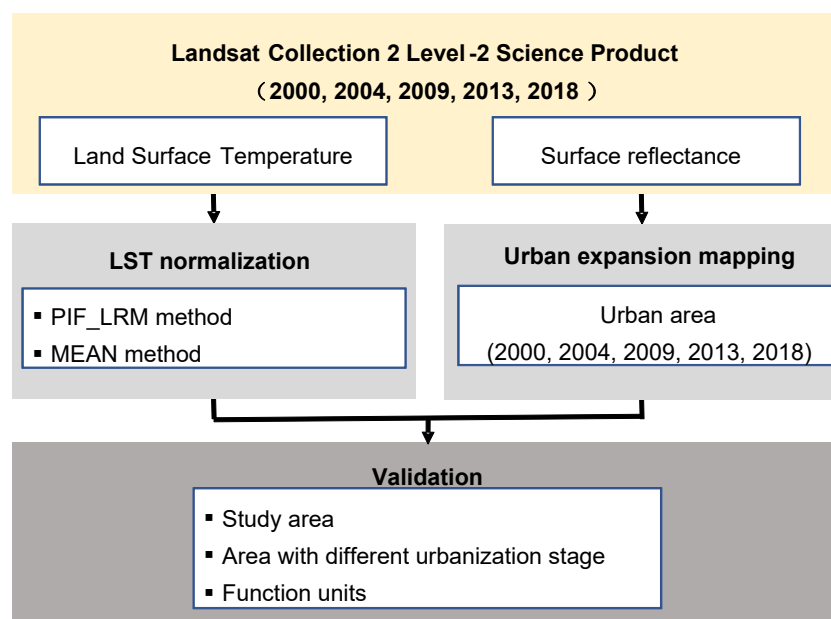 Landsat Collection 2 Level-2 Science Product
（2000, 2004, 2009, 2013, 2018 ）
Land Surface Temperature
Surface reflectance
LST normalization
▪ PIF_LRM method
▪ MEAN method
Urban expansion mapping
Urban area
(2000, 2004, 2009, 2013, 2018)
Validation
▪ Study area
▪ Area with different urbanization stage
▪ Function units